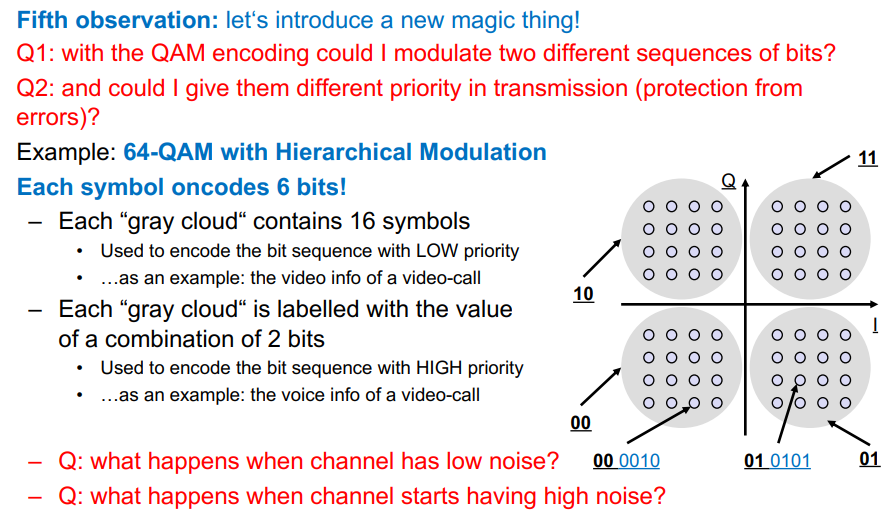 Fifth observation: let‘s introduce a new magic thing!
Q1: with the QAM encoding could I modulate two different sequences of bits?
Q2: and could I give them different priority in transmission (protection from
errors)?
Example: 64-QAM with Hierarchical Modulation
Each symbol oncodes 6 bits!
– Each “gray cloud“ contains 16 symbols
• Used to encode the bit sequence with LOW priority
• …as an example: the video info of a video-call
– Each “gray cloud“ is labelled with the value
of a combination of 2 bits
• Used to encode the bit sequence with HIGH priority
• …as an example: the voice info of a video-call
– Q: what happens when channel has low noise?
– Q: what happens when channel starts having high noise?
11
Q
10
I
00
00 0010
01 0101
01